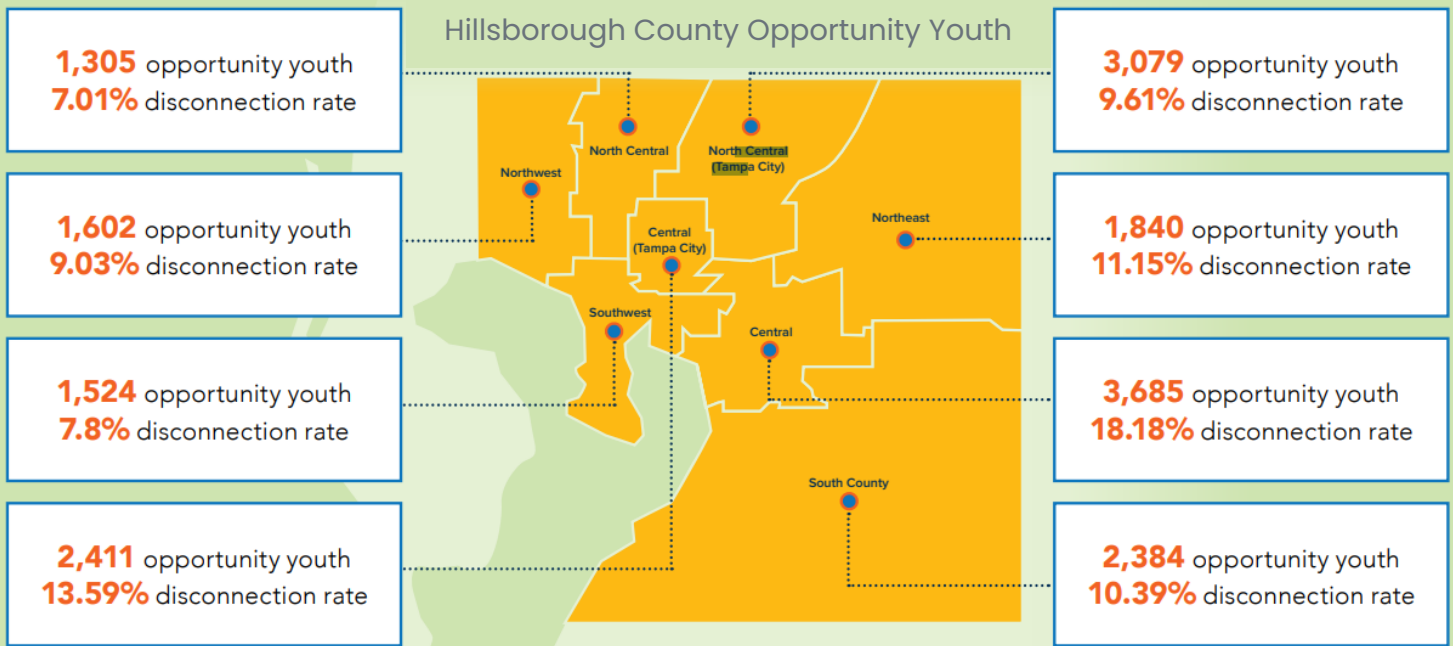 Hillsborough County Opportunity Youth
1,305 opportunity youth
7.01% disconnection rate
1,602 opportunity youth
9.03% disconnection rate
1,524 opportunity youth
7.8% disconnection rate
2,411 opportunity youth
13.59% disconnection rate
North Central
North Central
(Tampa City)
Northwest
Northeast
Central
(Tampa City)
Southwest
Central
South County
3,079 opportunity youth
9.61% disconnection rate
1,840 opportunity youth
11.15% disconnection rate
3,685 opportunity youth
18.18% disconnection rate
2,384 opportunity youth
10.39% disconnection rate